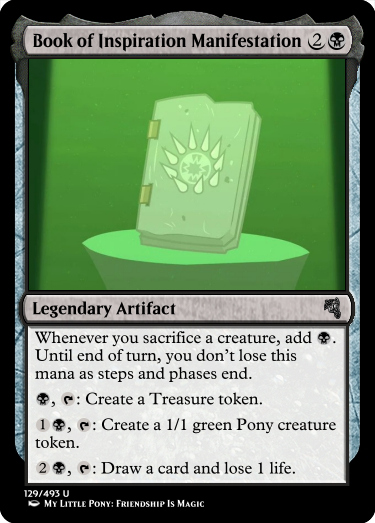 Book of Inspiration Manifestation 2
Legendary Artifact
Whenever you sacrifice a creature, add .
Until end of turn, you don't lose this
mana as steps and phases end.
, : Create a Treasure token.
1 , : Create a 1/1 green Pony creature
token.
2 , : Draw a card and lose 1 life.
129/493 U
My Little Pony: Friendship Is Magic